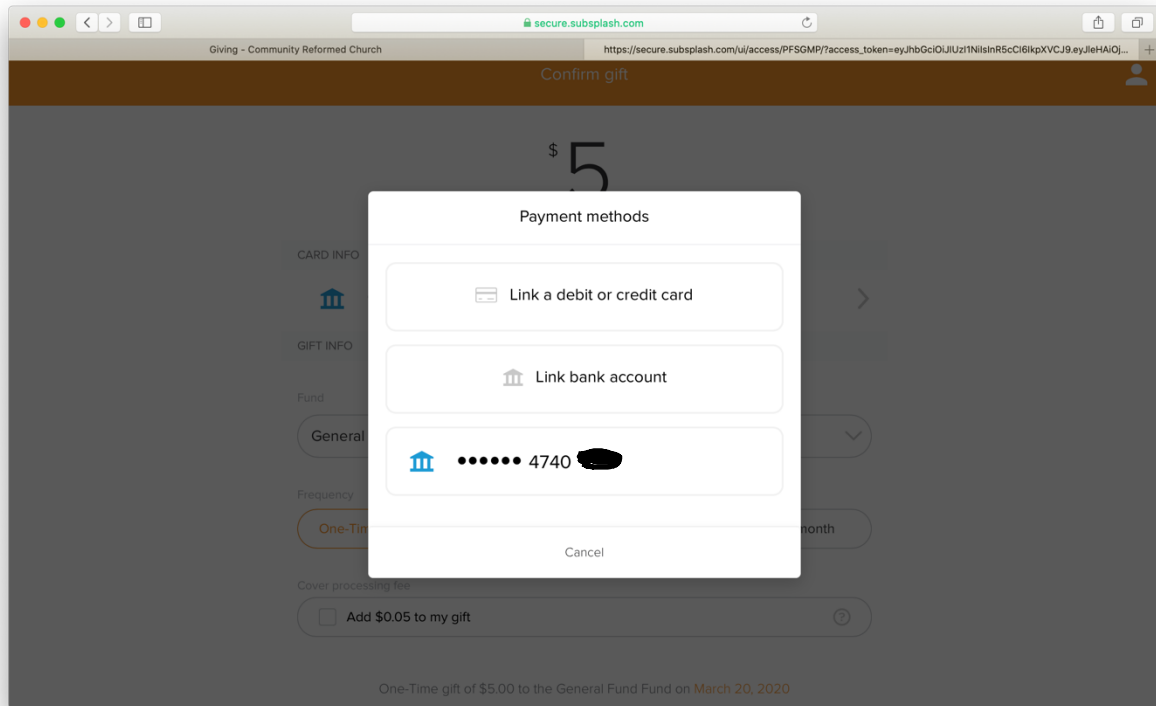 secure.subsplash.com
Giving - Community Reformed Church
https://secure.subsplash.com/ui/access/PFSGMP/?access_token=eyJhbGciOiJIUzI1NiIsInR5cCI6IkpXVCJ9.eyJleHAiOj...
Confirm gift
$ 5
Payment methods
CARD INFO
Link a debit or credit card
GIFT INFO
Link bank account
Fund
General
•••••• 4740
Frequency
One-Tim
month
Cancel
Cover processing fee
Add $0.05 to my gift
?
One-Time gift of $5.00 to the General Fund Fund on March 20, 2020